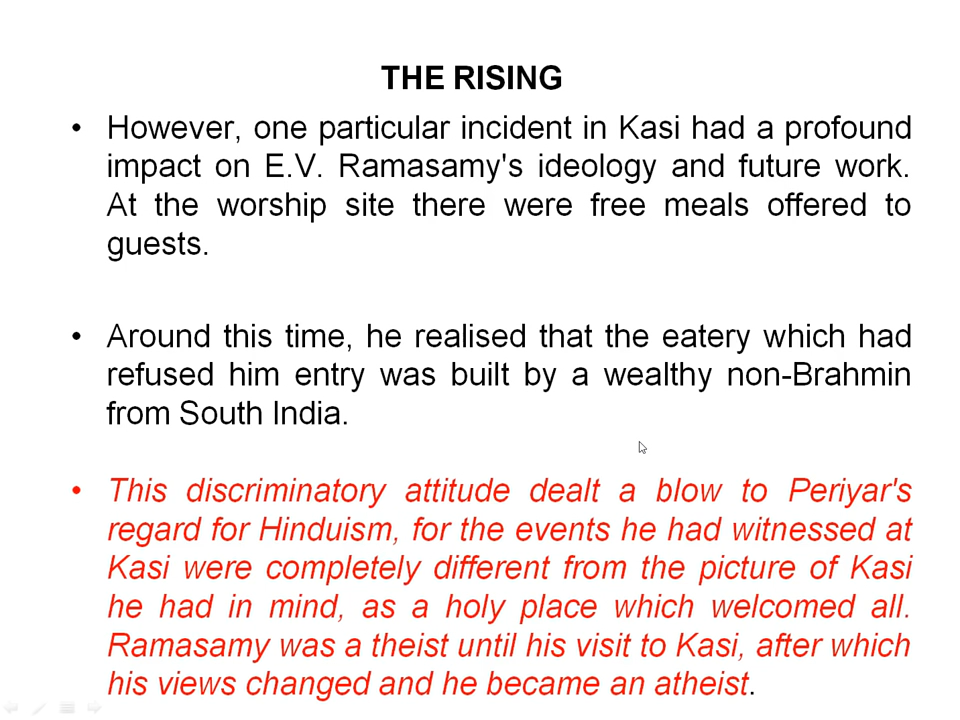 THE RISING
• However, one particular incident in Kasi had a profound
impact on E.V. Ramasamy's ideology and future work.
At the worship site there were free meals offered to
guests.
• Around this time, he realised that the eatery which had
refused him entry was built by a wealthy non-Brahmin
from South India.
• This discriminatory attitude dealt a blow to Periyar's
regard for Hinduism, for the events he had witnessed at
Kasi were completely different from the picture of Kasi
he had in mind, as a holy place which welcomed all.
Ramasamy was a theist until his visit to Kasi, after which
his views changed and he became an atheist.